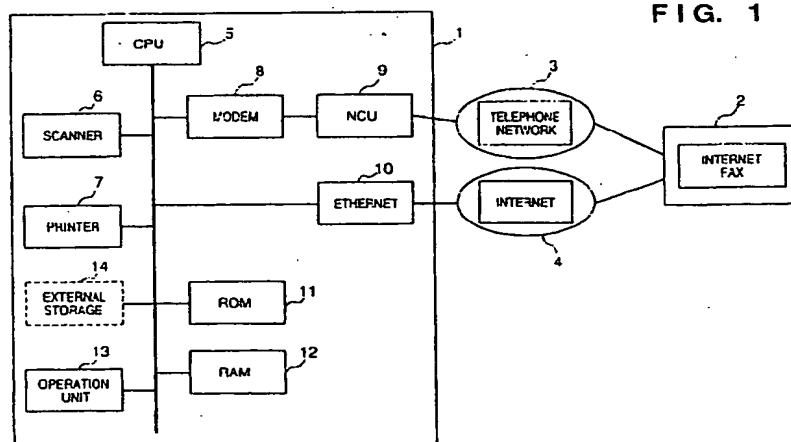 FIG. 1
CPU
5
1
6
8
9
3
2
SCANNER
MODEM
NCU
TELEPHONE
NETWORK
INTERNET
FAX
7
10
PRINTER
ETHERNET
INTERNET
4
14
EXTERNAL
STORAGE
ROM
11
13
12
OPERATION
UNIT
RAM